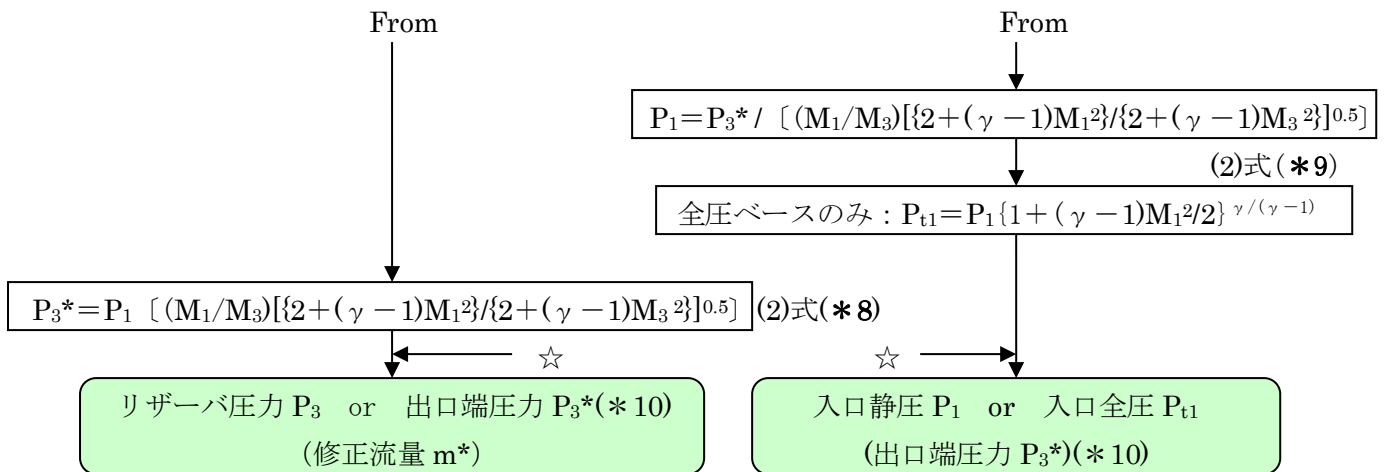 From
From
P₁＝P₃*/〔(M₁/M₃)[{2+(γ－1)M₁²}/{2+(γ－1)M₃²}]⁰·⁵〕
(2)式(＊9)
全圧ベースのみ：Pt₁＝P₁{1+(γ－1)M₁²/2}^γ/(γ－1)
P₃*＝P₁〔(M₁/M₃)[{2+(γ－1)M₁²}/{2+(γ－1)M₃²}]⁰·⁵〕(2)式(＊8)
☆
☆
リザーバ圧力 P₃ or 出口端圧力 P₃*(＊10)
(修正流量 m*)
入口静圧 P₁ or 入口全圧 Pt₁
(出口端圧力 P₃*)(＊10)